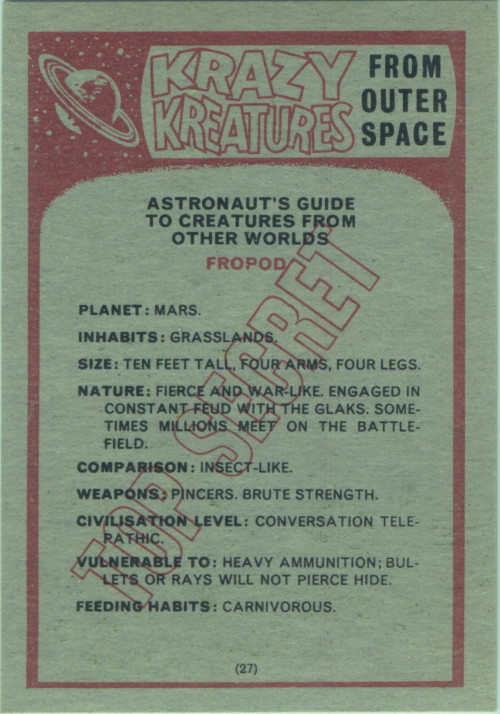 KRAZY
KREATURES
FROM
OUTER
SPACE
ASTRONAUT'S GUIDE
TO CREATURES FROM
OTHER WORLDS
FROPOD
TOP SECRET
PLANET: MARS.
INHABITS: GRASSLANDS.
SIZE: TEN FEET TALL, FOUR ARMS, FOUR LEGS.
NATURE: FIERCE AND WAR-LIKE. ENGAGED IN
CONSTANT FEUD WITH THE GLAKS. SOME-
TIMES MILLIONS MEET ON THE BATTLE-
FIELD.
COMPARISON: INSECT-LIKE.
WEAPONS: PINCERS. BRUTE STRENGTH.
CIVILISATION LEVEL: CONVERSATION TELE-
PATHIC.
VULNERABLE TO: HEAVY AMMUNITION; BUL-
LETS OR RAYS WILL NOT PIERCE HIDE.
FEEDING HABITS: CARNIVOROUS.
(27)